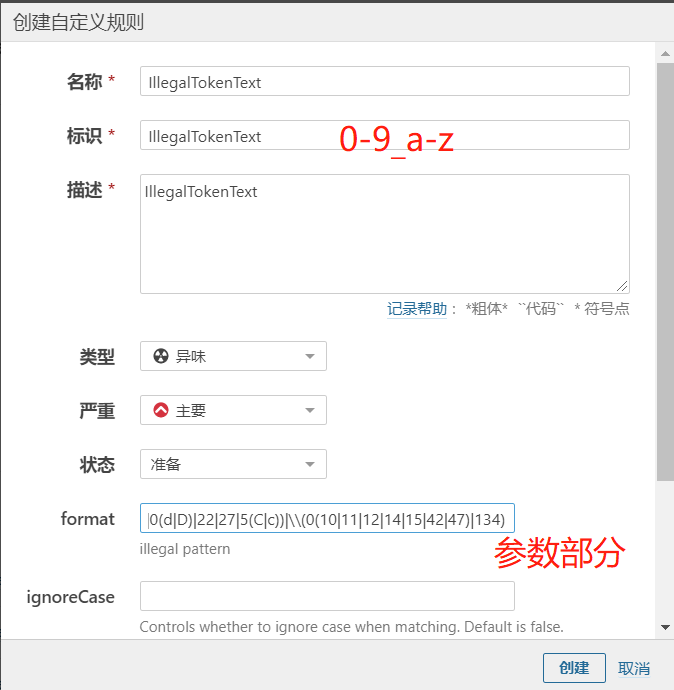 创建自定义规则
名称 * IllegalTokenText
标识 * IllegalTokenText 0-9_a-z
描述 * IllegalTokenText
记录帮助： *粗体* ``代码`` * 符号点
类型 异味
严重 主要
状态 准备
format |0(d|D)|22|27|5(C|c))|\\(0(10|11|12|14|15|42|47)|134)
illegal pattern 参数部分
ignoreCase
Controls whether to ignore case when matching. Default is false.
创建 取消